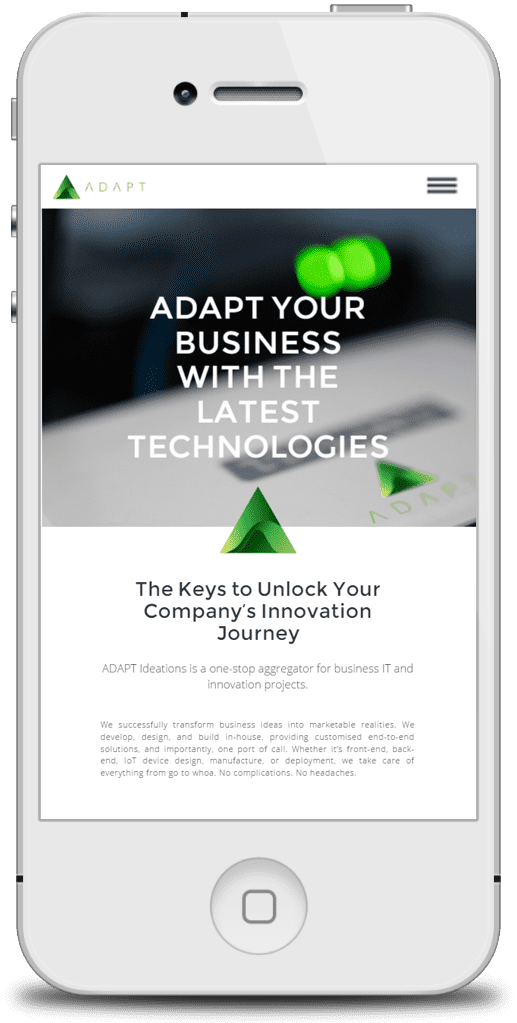 ADAPT
ADAPT YOUR
BUSINESS
WITH THE
LATEST
TECHNOLOGIES
ADAPT
The Keys to Unlock Your
Company's Innovation
Journey
ADAPT Ideations is a one-stop aggregator for business IT and
innovation projects.
We successfully transform business ideas into marketable realities. We
develop, design, and build in-house, providing customised end-to-end
solutions, and importantly, one port of call. Whether it's front-end, back-
end, IoT device design, manufacture, or deployment, we take care of
everything from go to whoa. No complications. No headaches.